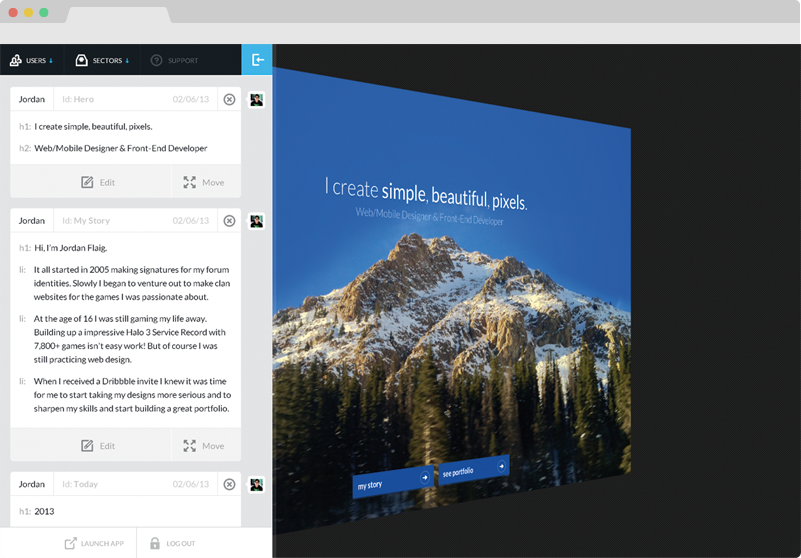 USERS ↓ SECTORS ↓ SUPPORT
Jordan Id: Hero 02/06/13
h1: I create simple, beautiful, pixels.
h2: Web/Mobile Designer & Front-End Developer
Edit Move
Jordan Id: My Story 02/06/13
h1: Hi, I'm Jordan Flaig.
li: It all started in 2005 making signatures for my forum
identities. Slowly I began to venture out to make clan
websites for the games I was passionate about.
li: At the age of 16 I was still gaming my life away.
Building up a impressive Halo 3 Service Record with
7,800+ games isn't easy work! But of course I was
still practicing web design.
li: When I received a Dribbble invite I knew it was time
for me to start taking my designs more serious and to
sharpen my skills and start building a great portfolio.
Edit Move
Jordan Id: Today 02/06/13
h1: 2013
LAUNCH APP LOG OUT
I create simple, beautiful, pixels.
Web/Mobile Designer & Front-End Developer
my story see portfolio